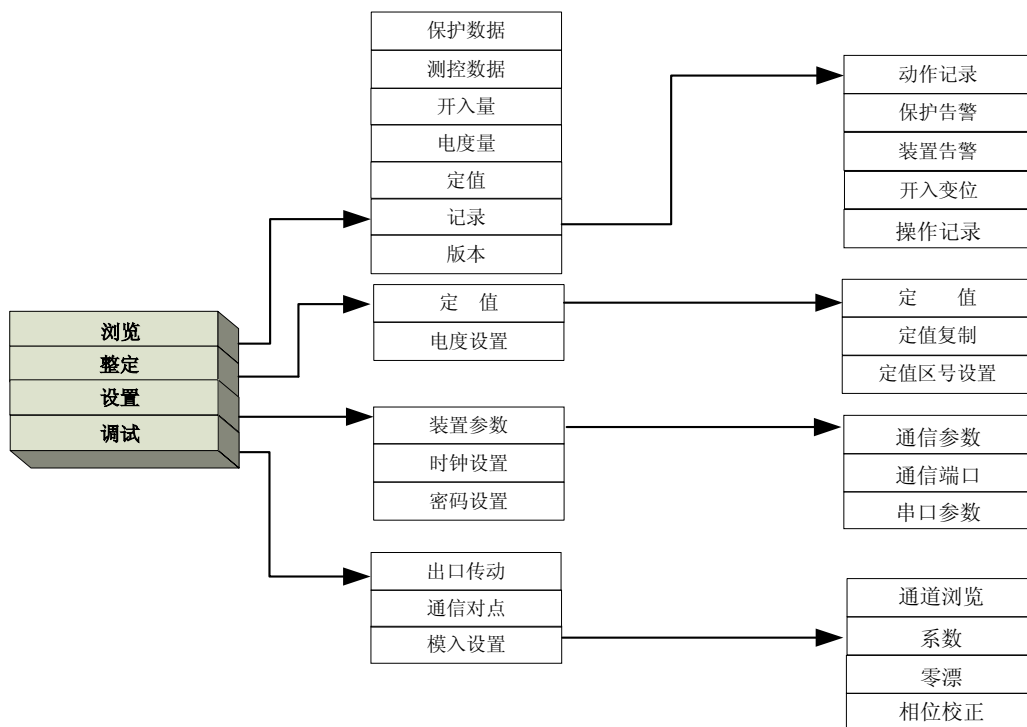 浏览
整定
设置
调试
保护数据
测控数据
开入量
电度量
定值
记录
版本
定 值
电度设置
装置参数
时钟设置
密码设置
出口传动
通信对点
模入设置
动作记录
保护告警
装置告警
开入变位
操作记录
定 值
定值复制
定值区号设置
通信参数
通信端口
串口参数
通道浏览
系数
零漂
相位校正